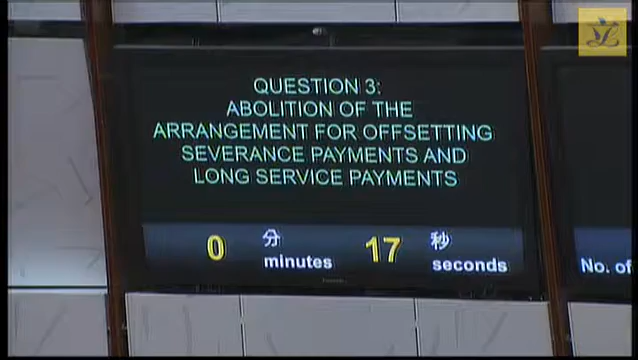 QUESTION 3:
ABOLITION OF THE
ARRANGEMENT FOR OFFSETTING
SEVERANCE PAYMENTS AND
LONG SERVICE PAYMENTS
0 分 minutes 17 秒 seconds
No. of